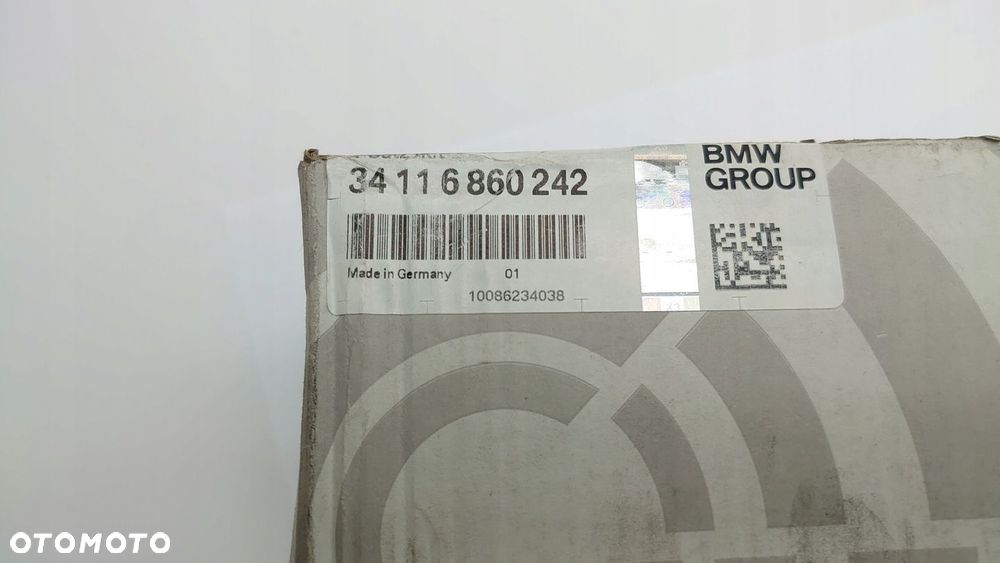 34 11 6 860 242
BMW
GROUP
Made in Germany 01
10086234038
OTOMOTO